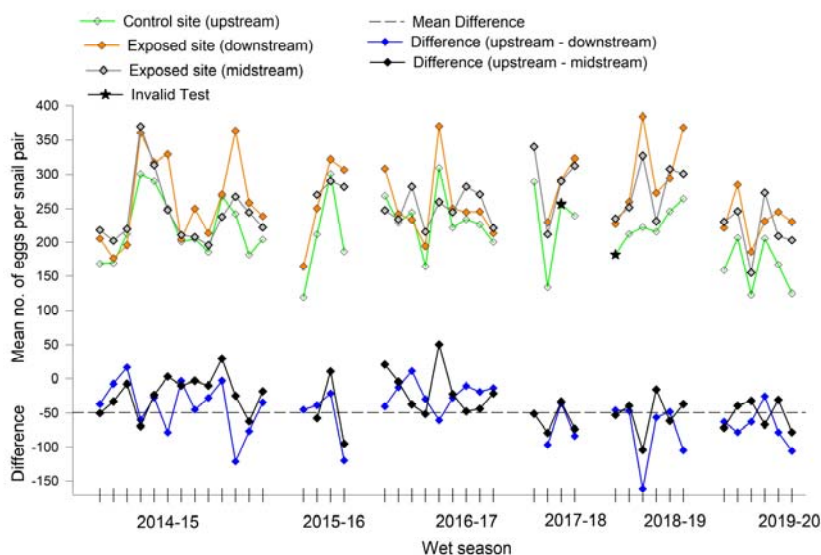 Control site (upstream)
Exposed site (downstream)
Exposed site (midstream)
Invalid Test
Mean Difference
Difference (upstream - downstream)
Difference (upstream - midstream)
Mean no. of eggs per snail pair
Difference
400
350
300
250
200
150
100
50
0
-50
-100
-150
2014-15
2015-16
2016-17
2017-18
2018-19
2019-20
Wet season